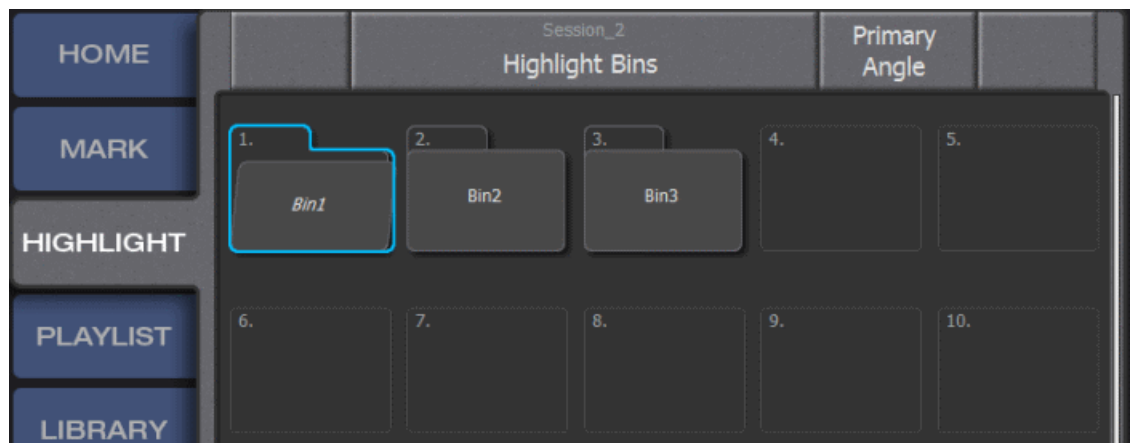 HOME
MARK
HIGHLIGHT
PLAYLIST
LIBRARY
Session_2
Highlight Bins
Primary
Angle
1.
Bin1
2.
Bin2
3.
Bin3
4.
5.
6.
7.
8.
9.
10.